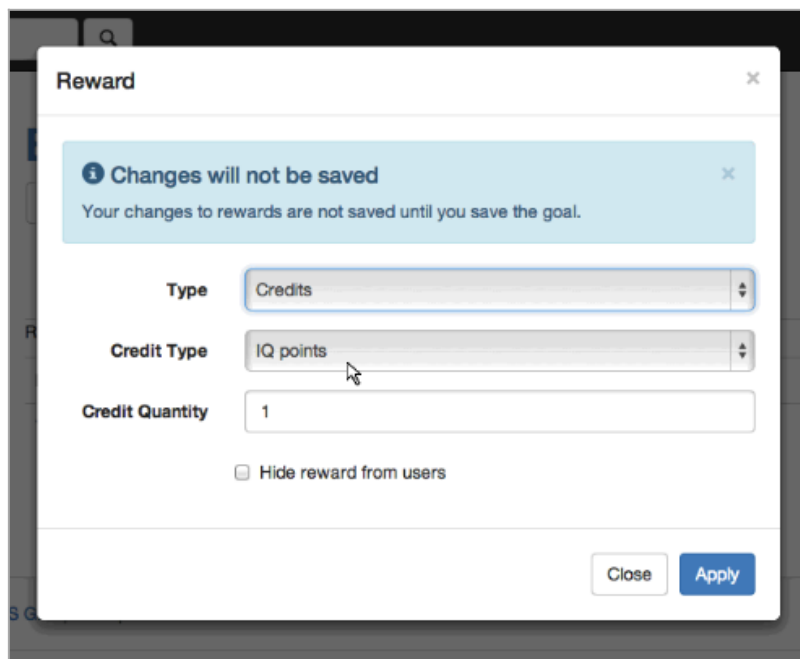 Reward
Changes will not be saved
Your changes to rewards are not saved until you save the goal.
Type Credits
Credit Type IQ points
Credit Quantity 1
Hide reward from users
Close Apply